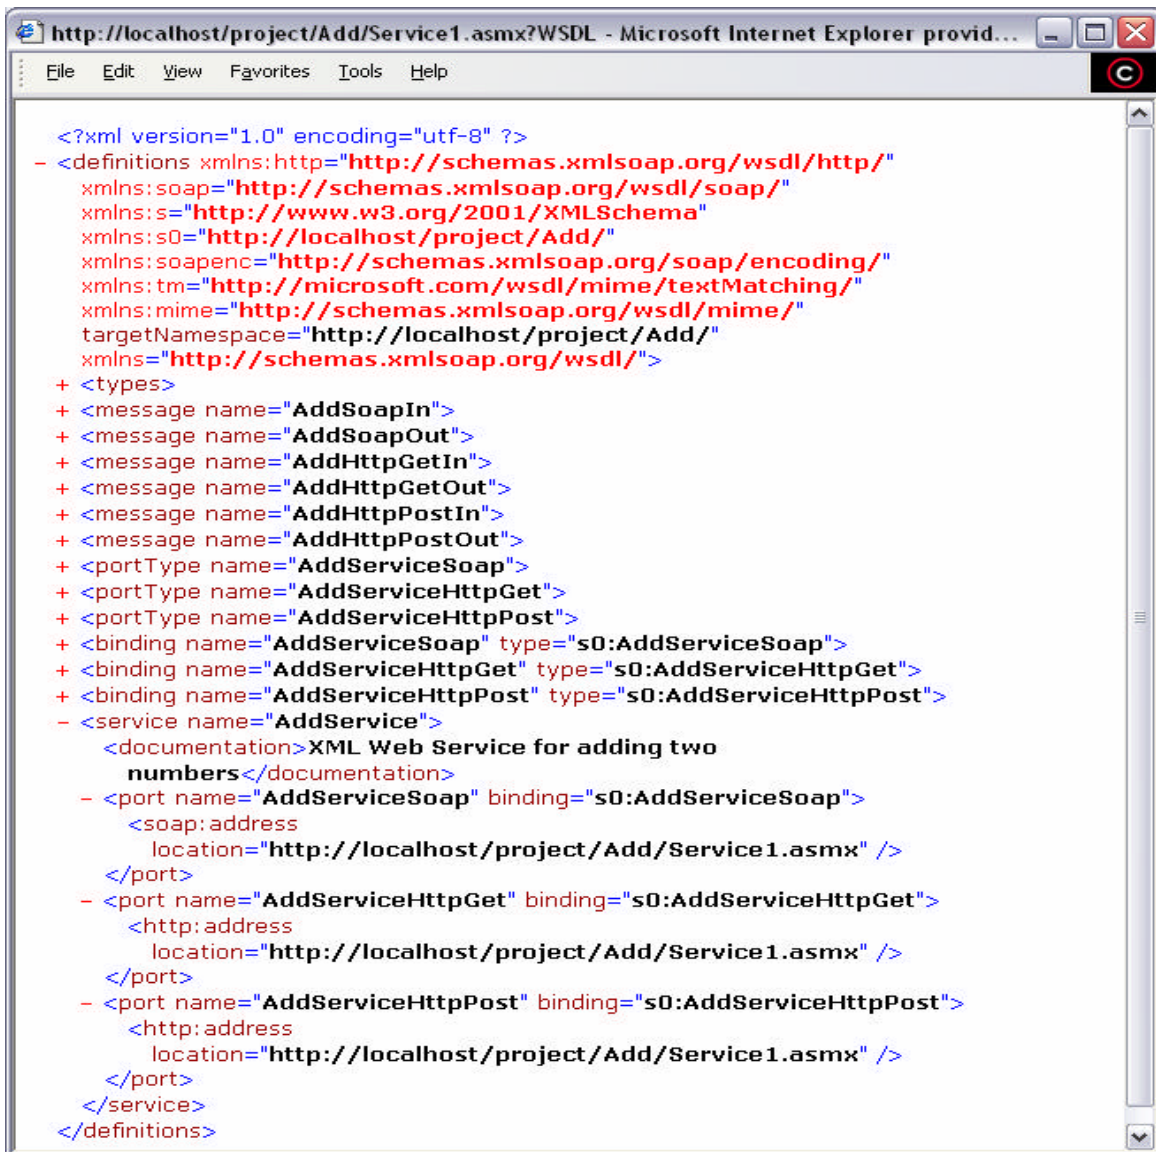 http://localhost/project/Add/Service1.asmx?WSDL - Microsoft Internet Explorer provid...
File Edit View Favorites Tools Help
C
<?xml version="1.0" encoding="utf-8" ?>
- <definitions xmlns:http="http://schemas.xmlsoap.org/wsdl/http/"
xmlns:soap="http://schemas.xmlsoap.org/wsdl/soap/"
xmlns:s="http://www.w3.org/2001/XMLSchema"
xmlns:s0="http://localhost/project/Add/"
xmlns:soapenc="http://schemas.xmlsoap.org/soap/encoding/"
xmlns:tm="http://microsoft.com/wsdl/mime/textMatching/"
xmlns:mime="http://schemas.xmlsoap.org/wsdl/mime/"
targetNamespace="http://localhost/project/Add/"
xmlns="http://schemas.xmlsoap.org/wsdl/">
+ <types>
+ <message name="AddSoapIn">
+ <message name="AddSoapOut">
+ <message name="AddHttpGetIn">
+ <message name="AddHttpGetOut">
+ <message name="AddHttpPostIn">
+ <message name="AddHttpPostOut">
+ <portType name="AddServiceSoap">
+ <portType name="AddServiceHttpGet">
+ <portType name="AddServiceHttpPost">
+ <binding name="AddServiceSoap" type="s0:AddServiceSoap">
+ <binding name="AddServiceHttpGet" type="s0:AddServiceHttpGet">
+ <binding name="AddServiceHttpPost" type="s0:AddServiceHttpPost">
- <service name="AddService">
<documentation>XML Web Service for adding two
numbers</documentation>
- <port name="AddServiceSoap" binding="s0:AddServiceSoap">
<soap:address
location="http://localhost/project/Add/Service1.asmx" />
</port>
- <port name="AddServiceHttpGet" binding="s0:AddServiceHttpGet">
<http:address
location="http://localhost/project/Add/Service1.asmx" />
</port>
- <port name="AddServiceHttpPost" binding="s0:AddServiceHttpPost">
<http:address
location="http://localhost/project/Add/Service1.asmx" />
</port>
</service>
</definitions>